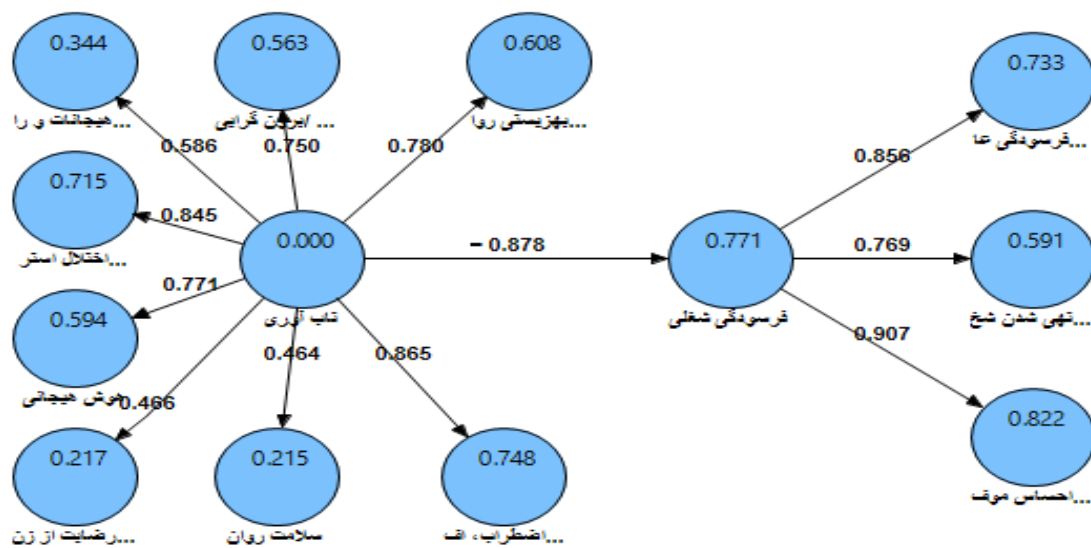 0.344
0.563
0.608
0.733
هیجانات و را...
برون گرایی/ ...
بهزیستی روا...
فرسودگی عا...
0.586
0.750
0.780
0.856
0.715
0.845
0.000
– 0.878
0.771
0.769
0.591
اختلال استر...
0.771
تاب آوری
فرسودگی شغلی
تهی شدن شخ...
0.594
0.464
0.865
0.907
هوش هیجانی
0.466
0.217
0.215
0.748
0.822
رضایت از زن...
سلامت روان
اضطراب، اف...
احساس موف...